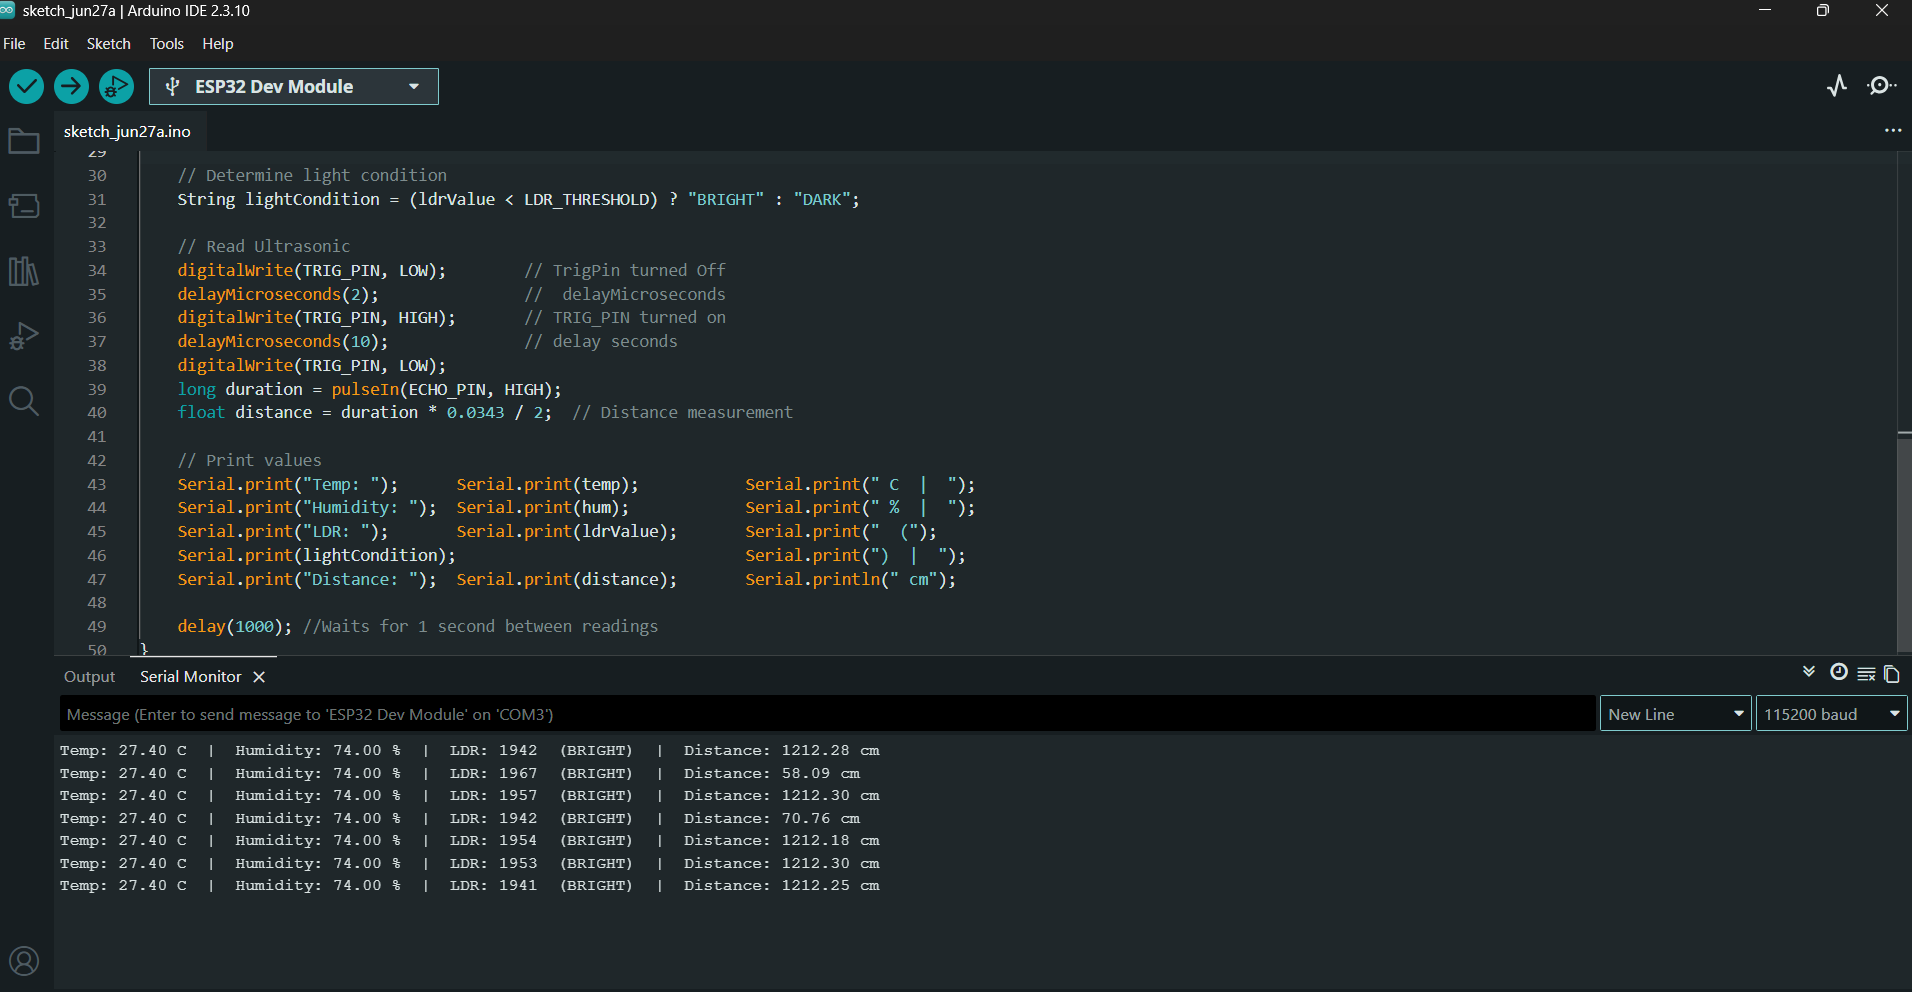 sketch_jun27a | Arduino IDE 2.3.10
File Edit Sketch Tools Help
ESP32 Dev Module
sketch_jun27a.ino
29
30 // Determine light condition
31 String lightCondition = (ldrValue < LDR_THRESHOLD) ? "BRIGHT" : "DARK";
32
33 // Read Ultrasonic
34 digitalWrite(TRIG_PIN, LOW); // TrigPin turned Off
35 delayMicroseconds(2); // delayMicroseconds
36 digitalWrite(TRIG_PIN, HIGH); // TRIG_PIN turned on
37 delayMicroseconds(10); // delay seconds
38 digitalWrite(TRIG_PIN, LOW);
39 long duration = pulseIn(ECHO_PIN, HIGH);
40 float distance = duration * 0.0343 / 2; // Distance measurement
41
42 // Print values
43 Serial.print("Temp: "); Serial.print(temp); Serial.print(" C | ");
44 Serial.print("Humidity: "); Serial.print(hum); Serial.print(" % | ");
45 Serial.print("LDR: "); Serial.print(ldrValue); Serial.print(" (");
46 Serial.print(lightCondition); Serial.print(") | ");
47 Serial.print("Distance: "); Serial.print(distance); Serial.println(" cm");
48
49 delay(1000); //Waits for 1 second between readings
50 }
Output Serial Monitor
Message (Enter to send message to 'ESP32 Dev Module' on 'COM3') New Line 115200 baud
Temp: 27.40 C | Humidity: 74.00 % | LDR: 1942 (BRIGHT) | Distance: 1212.28 cm
Temp: 27.40 C | Humidity: 74.00 % | LDR: 1967 (BRIGHT) | Distance: 58.09 cm
Temp: 27.40 C | Humidity: 74.00 % | LDR: 1957 (BRIGHT) | Distance: 1212.30 cm
Temp: 27.40 C | Humidity: 74.00 % | LDR: 1942 (BRIGHT) | Distance: 70.76 cm
Temp: 27.40 C | Humidity: 74.00 % | LDR: 1954 (BRIGHT) | Distance: 1212.18 cm
Temp: 27.40 C | Humidity: 74.00 % | LDR: 1953 (BRIGHT) | Distance: 1212.30 cm
Temp: 27.40 C | Humidity: 74.00 % | LDR: 1941 (BRIGHT) | Distance: 1212.25 cm